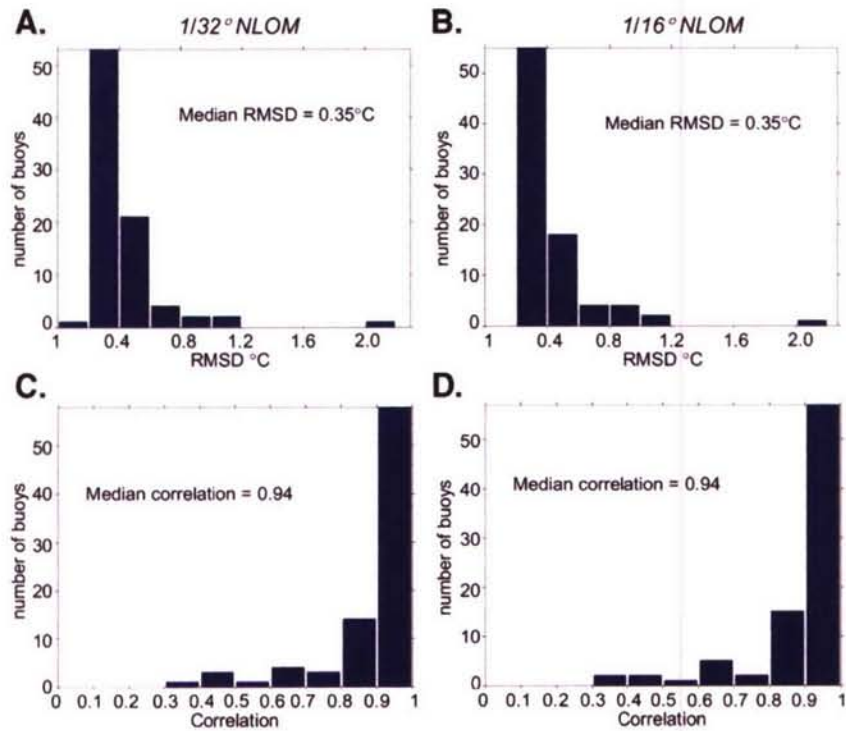 A.
1/32° NLOM
50
40
30
20
10
0
number of buoys
Median RMSD = 0.35°C
1 0.4 0.8 1.2 1.6 2.0
RMSD °C
B.
1/16° NLOM
50
40
30
20
10
0
number of buoys
Median RMSD = 0.35°C
1 0.4 0.8 1.2 1.6 2.0
RMSD °C
C.
50
40
30
20
10
0
number of buoys
Median correlation = 0.94
0 0.1 0.2 0.3 0.4 0.5 0.6 0.7 0.8 0.9 1
Correlation
D.
50
40
30
20
10
0
number of buoys
Median correlation = 0.94
0 0.1 0.2 0.3 0.4 0.5 0.6 0.7 0.8 0.9 1
Correlation